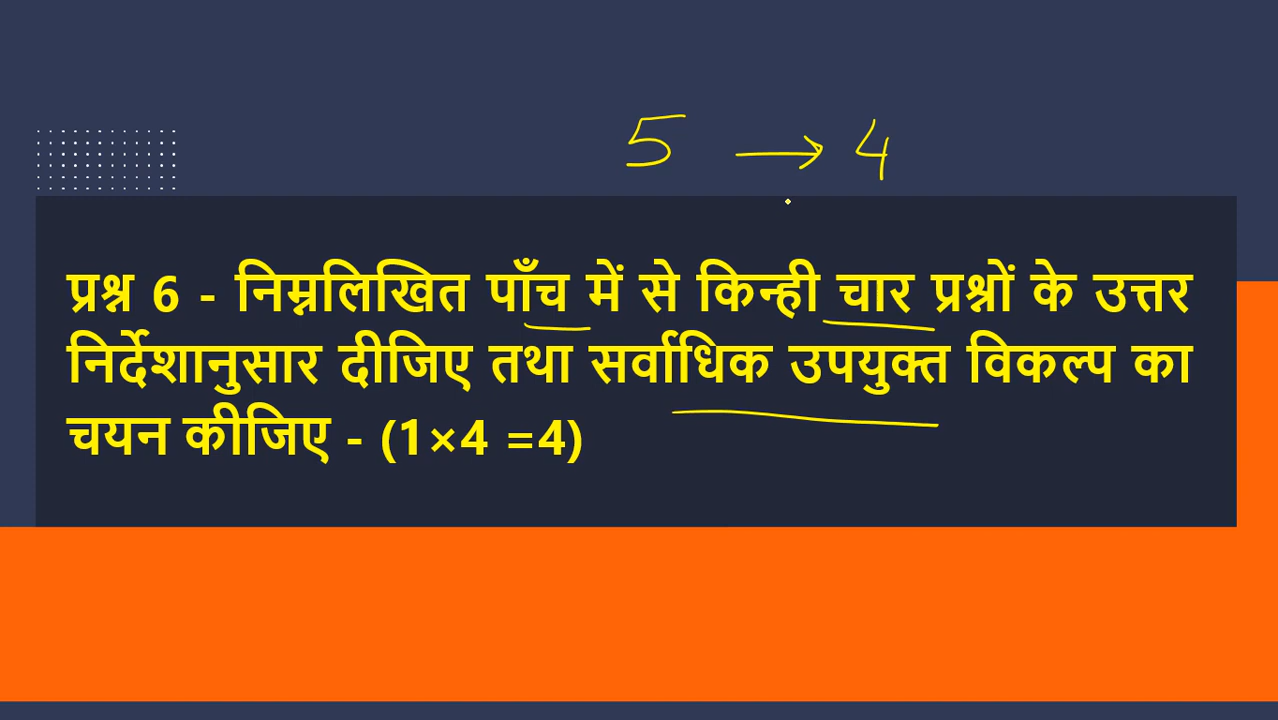 5 → 4
प्रश्न 6 - निम्नलिखित पाँच में से किन्ही चार प्रश्नों के उत्तर
निर्देशानुसार दीजिए तथा सर्वाधिक उपयुक्त विकल्प का
चयन कीजिए - (1×4 =4)